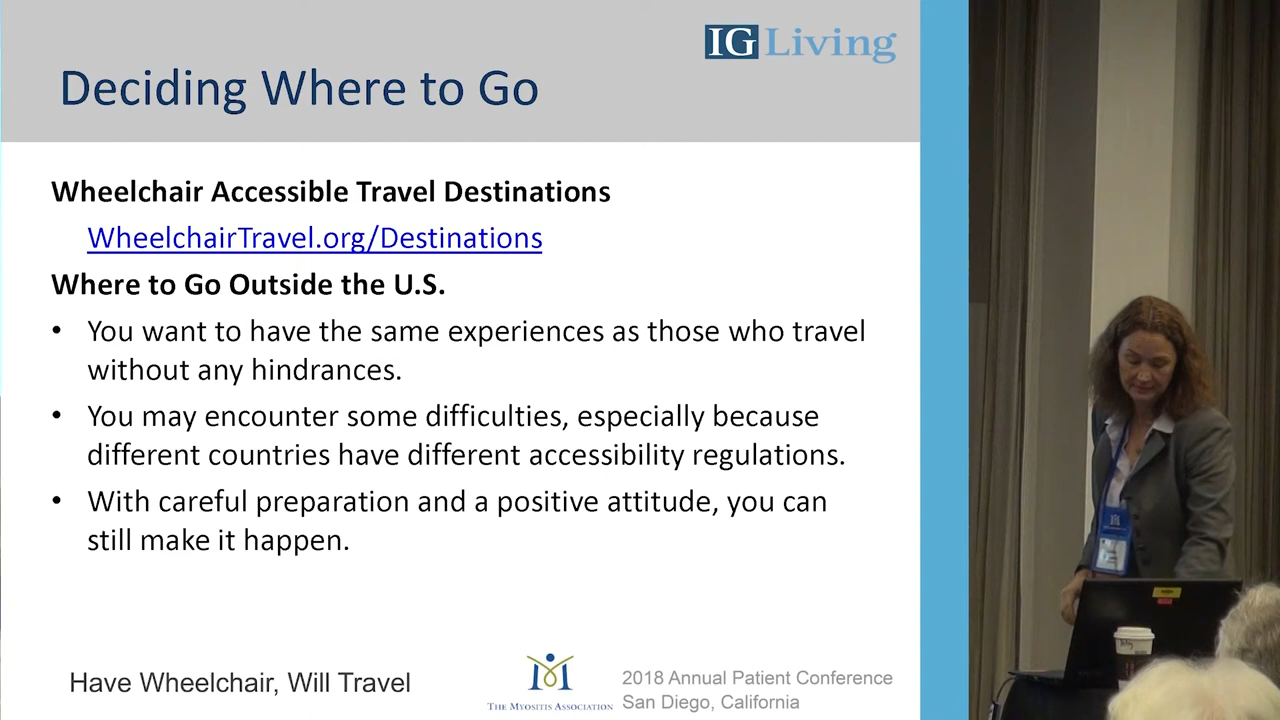 IG Living
Deciding Where to Go
Wheelchair Accessible Travel Destinations
WheelchairTravel.org/Destinations
Where to Go Outside the U.S.
• You want to have the same experiences as those who travel
without any hindrances.
• You may encounter some difficulties, especially because
different countries have different accessibility regulations.
• With careful preparation and a positive attitude, you can
still make it happen.
Have Wheelchair, Will Travel
THE MYOSITIS ASSOCIATION
2018 Annual Patient Conference
San Diego, California